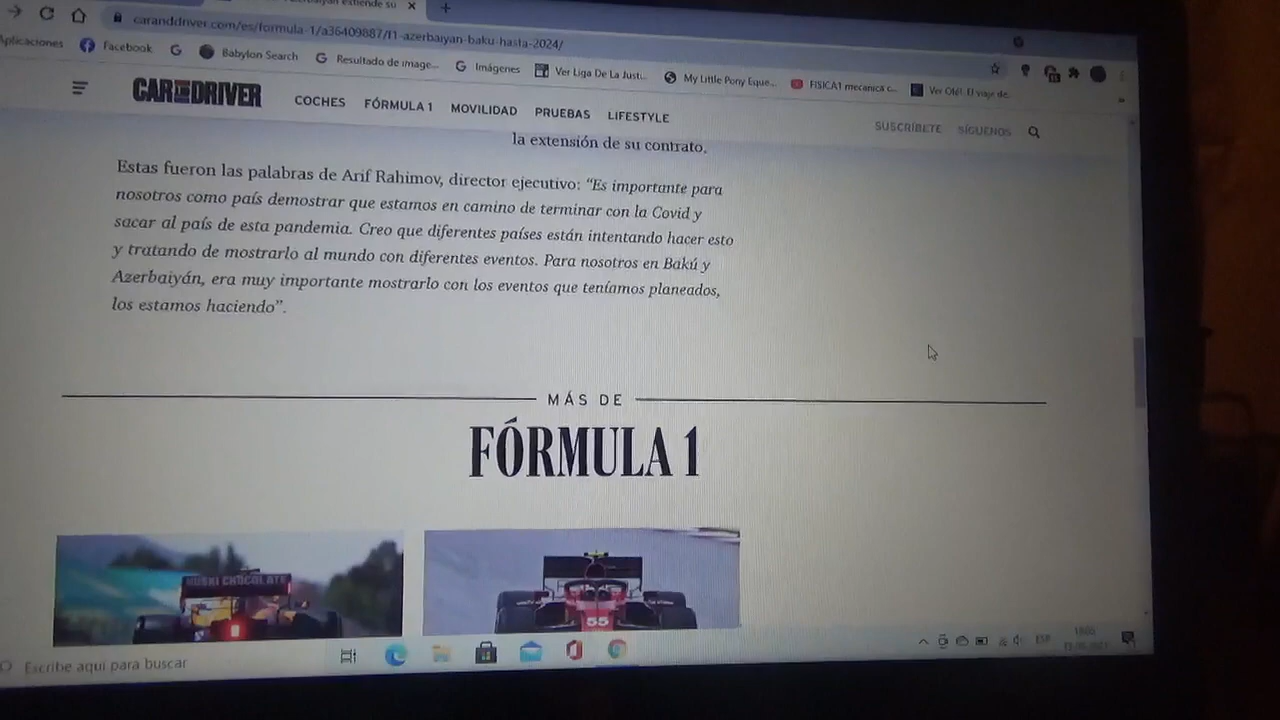 aiyán extiende su
caranddriver.com/es/formula-1/a36409887/f1-azerbaiyan-baku-hasta-2024/
Aplicaciones Facebook Babylon Search Resultado de image... Imágenes Ver Liga De La Just... My Little Pony Eque... FISICA1 mecanica c... Ver Olé! El viaje de...
CAR AND DRIVER COCHES FÓRMULA 1 MOVILIDAD PRUEBAS LIFESTYLE SUSCRÍBETE SÍGUENOS
la extensión de su contrato.
Estas fueron las palabras de Arif Rahimov, director ejecutivo: “Es importante para
nosotros como país demostrar que estamos en camino de terminar con la Covid y
sacar al país de esta pandemia. Creo que diferentes países están intentando hacer esto
y tratando de mostrarlo al mundo con diferentes eventos. Para nosotros en Bakú y
Azerbaiyán, era muy importante mostrarlo con los eventos que teníamos planeados,
los estamos haciendo”.
MÁS DE
FÓRMULA 1
HUSKI CHOCOLATE
55
Escribe aquí para buscar
ESP